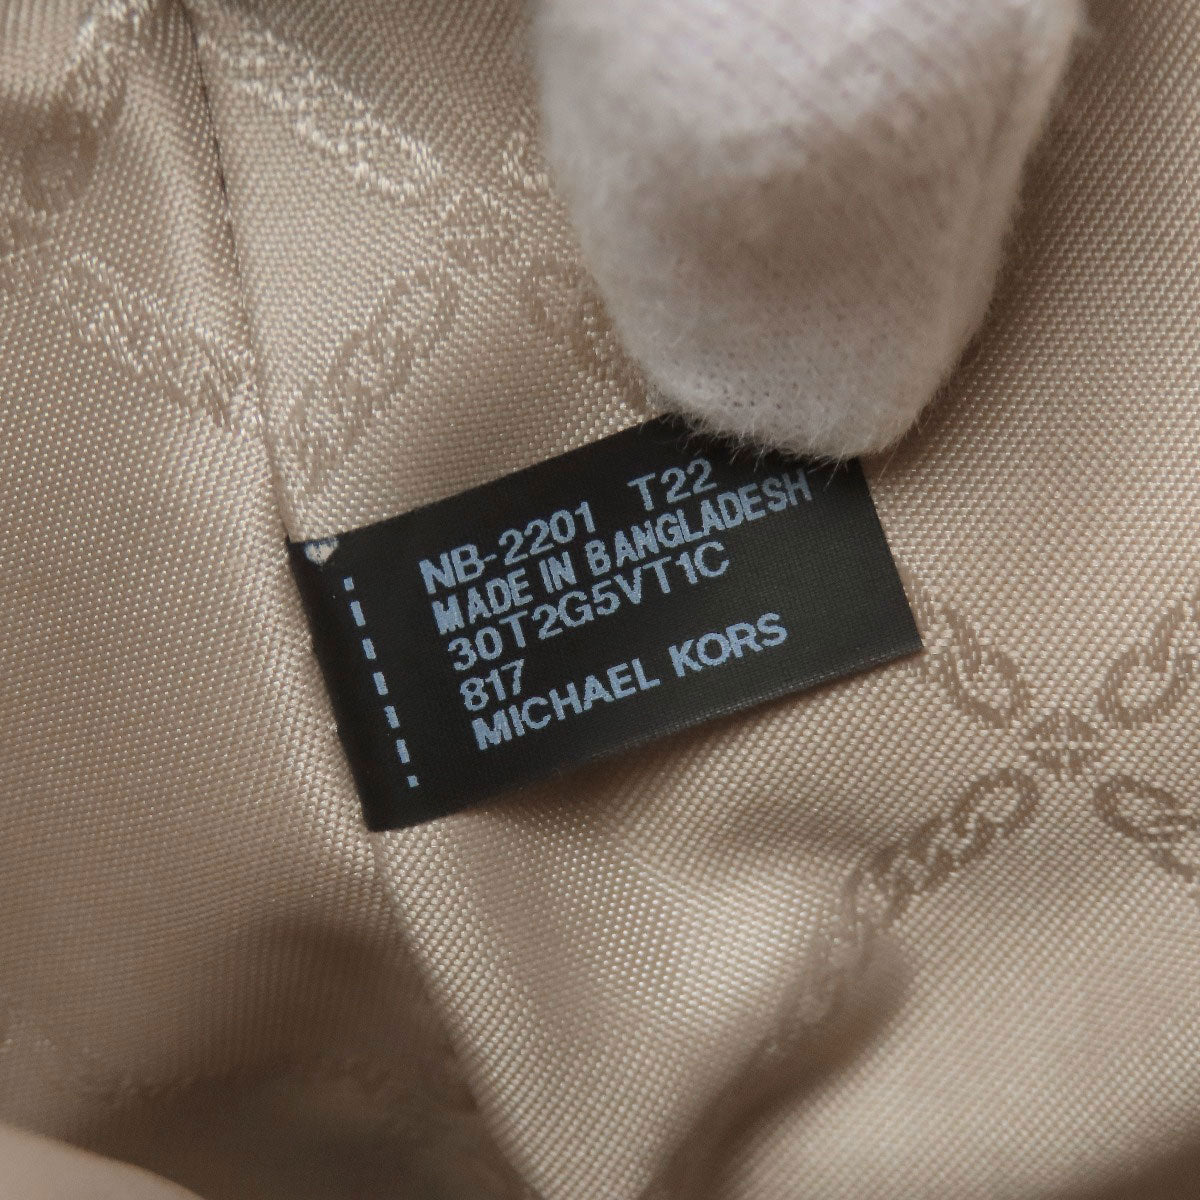 NB-2201 T22
MADE IN BANGLADESH
30T2G5VT1C
817
MICHAEL KORS